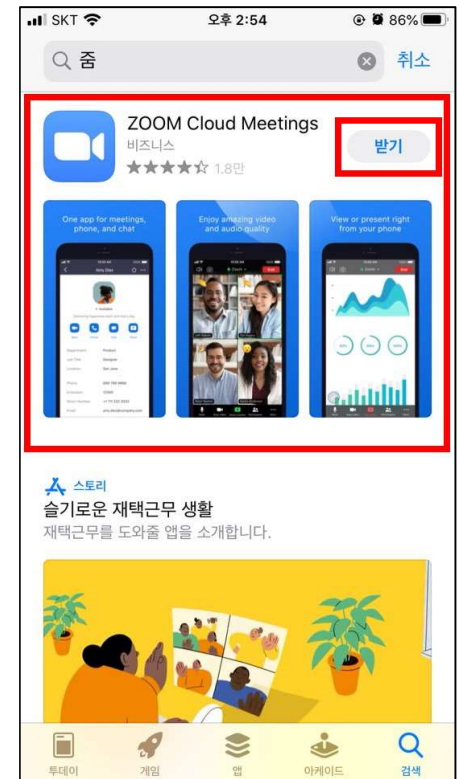 SKT 오후 2:54 86%
줌 취소
ZOOM Cloud Meetings
비즈니스
받기
1.8만
One app for meetings,
phone, and chat
Enjoy amazing video
and audio quality
View or present right
from your phone
스토리
슬기로운 재택근무 생활
재택근무를 도와줄 앱을 소개합니다.
투데이 게임 앱 아케이드 검색